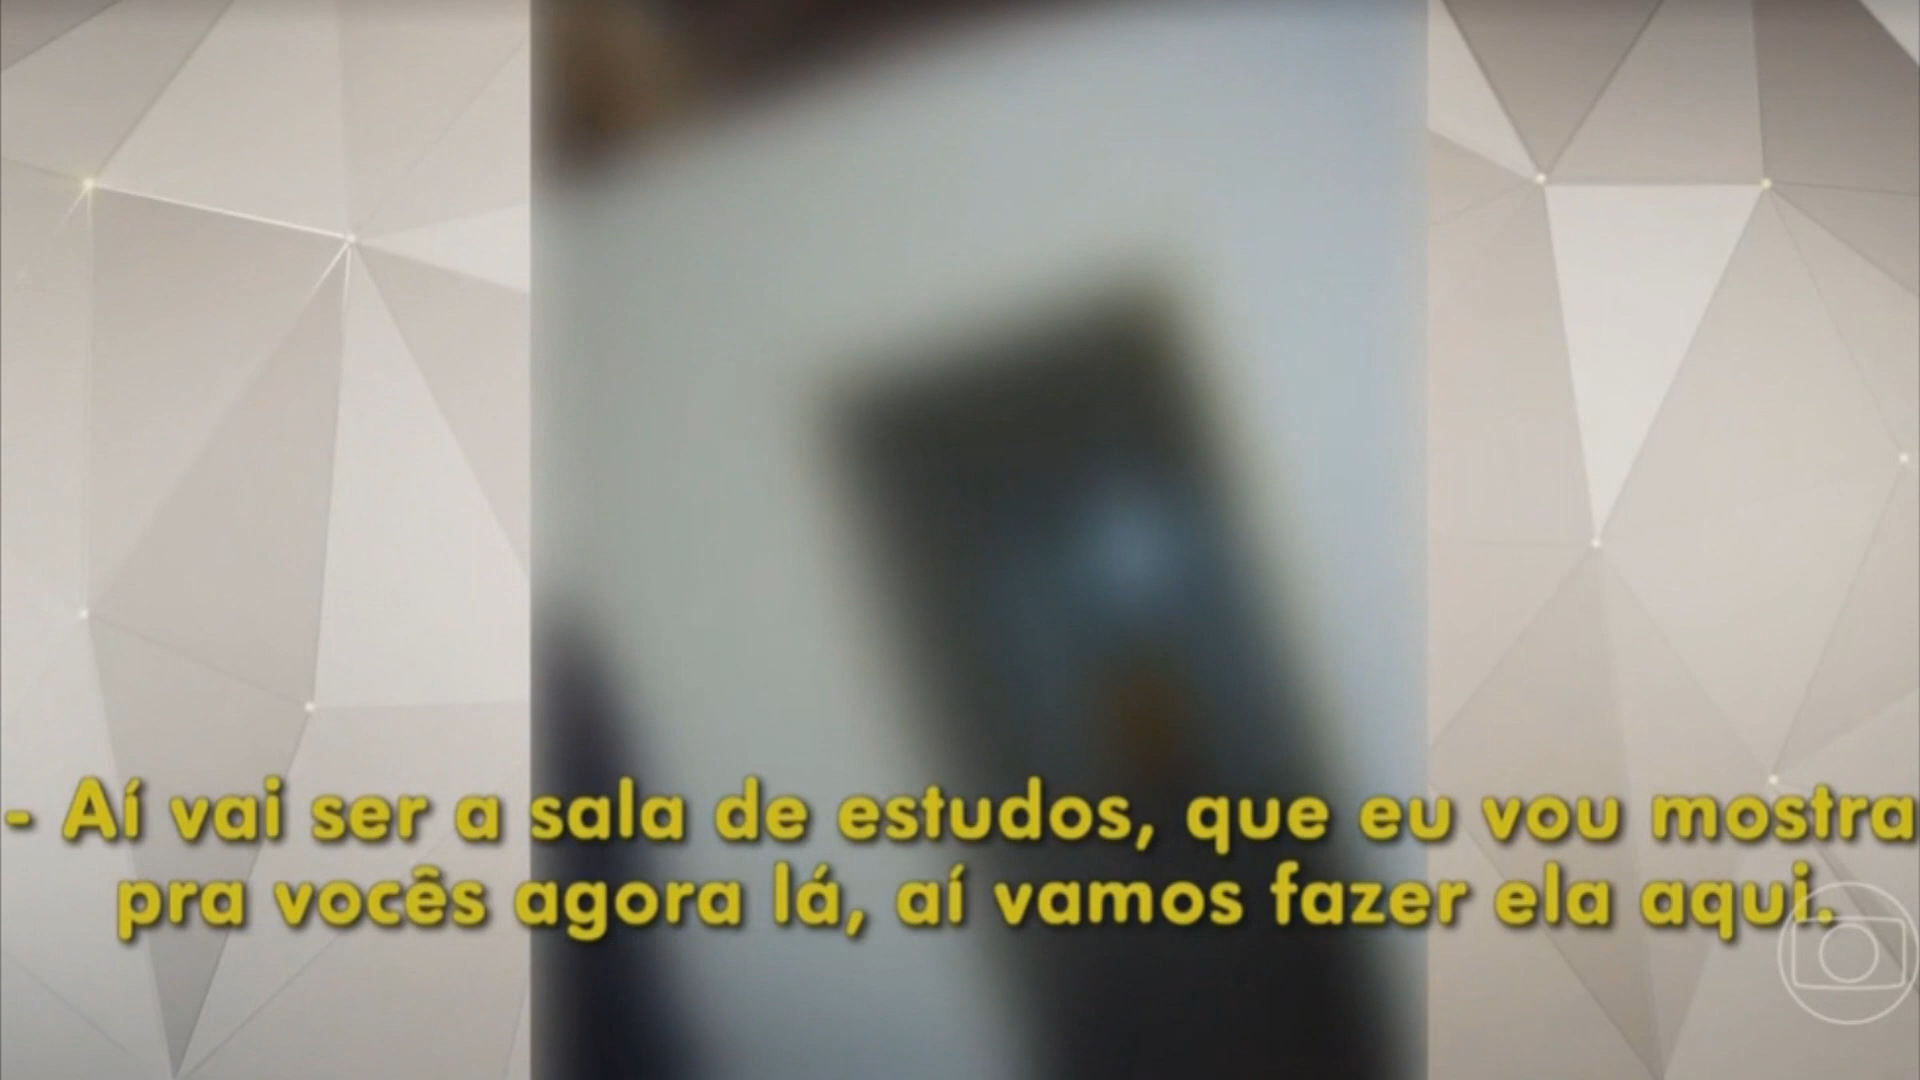 - Aí vai ser a sala de estudos, que eu vou mostra
pra vocês agora lá, aí vamos fazer ela aqui.